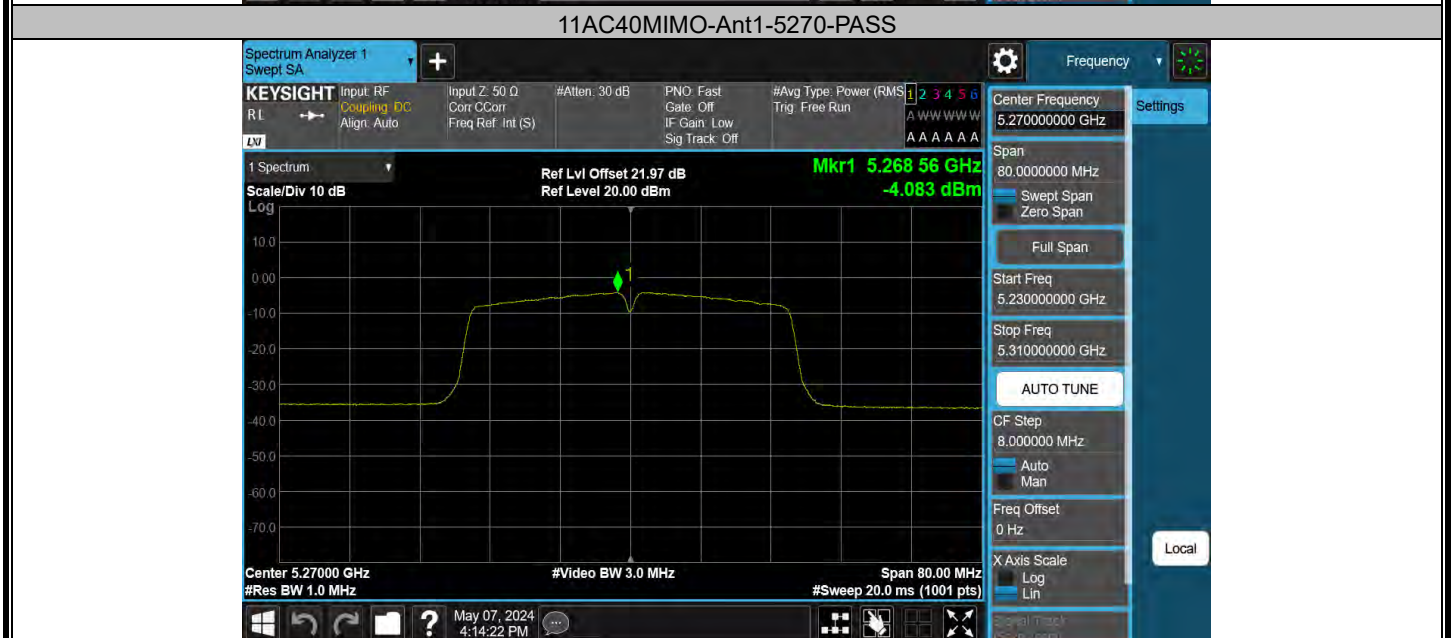 11AC40MIMO-Ant1-5270-PASS
Spectrum Analyzer 1
Swept SA
Frequency
KEYSIGHT
RL
LXI
Input: RF
Coupling: DC
Align: Auto
Input Z: 50 Ω
Corr CCorr
Freq Ref: Int (S)
#Atten: 30 dB
PNO: Fast
Gate: Off
IF Gain: Low
Sig Track: Off
#Avg Type: Power (RMS
Trig: Free Run
1 2 3 4 5 6
A WW WW W
A A A A A A
Center Frequency
5.270000000 GHz
Settings
1 Spectrum
Scale/Div 10 dB
Log
Ref Lvl Offset 21.97 dB
Ref Level 20.00 dBm
Mkr1 5.268 56 GHz
-4.083 dBm
Span
80.0000000 MHz
Swept Span
Zero Span
Full Span
Start Freq
5.230000000 GHz
Stop Freq
5.310000000 GHz
AUTO TUNE
CF Step
8.000000 MHz
Auto
Man
Freq Offset
0 Hz
X Axis Scale
Log
Lin
Local
10.0
0.00
-10.0
-20.0
-30.0
-40.0
-50.0
-60.0
-70.0
1
Center 5.27000 GHz
#Video BW 3.0 MHz
Span 80.00 MHz
#Res BW 1.0 MHz
#Sweep 20.0 ms (1001 pts)
?
May 07, 2024
4:14:22 PM
Signal Track